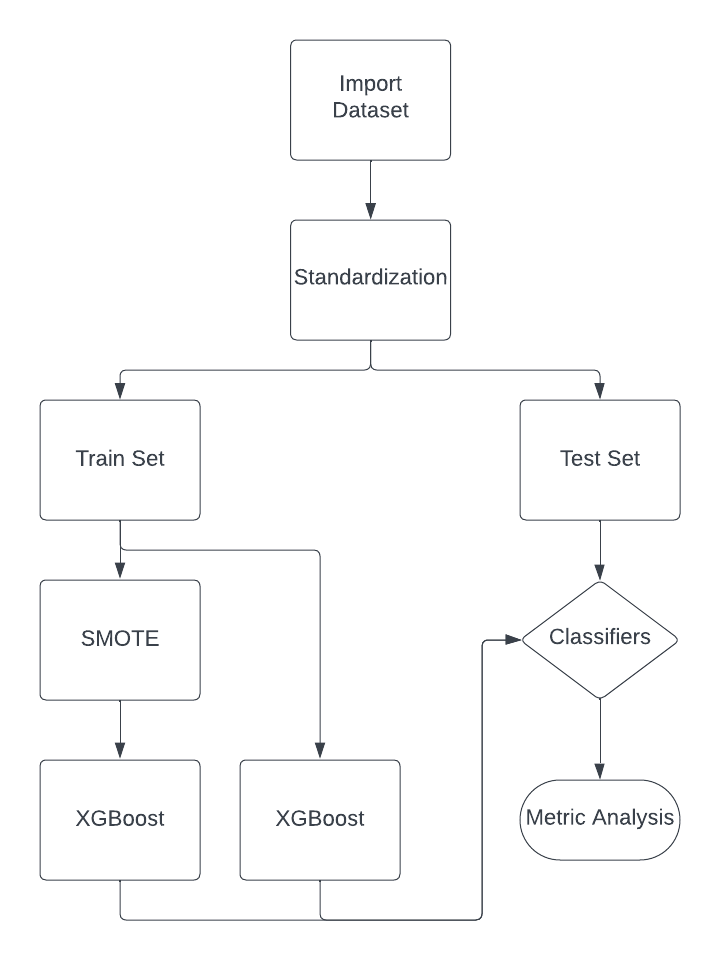 Import
Dataset
Standardization
Train Set
Test Set
SMOTE
Classifiers
XGBoost
XGBoost
Metric Analysis